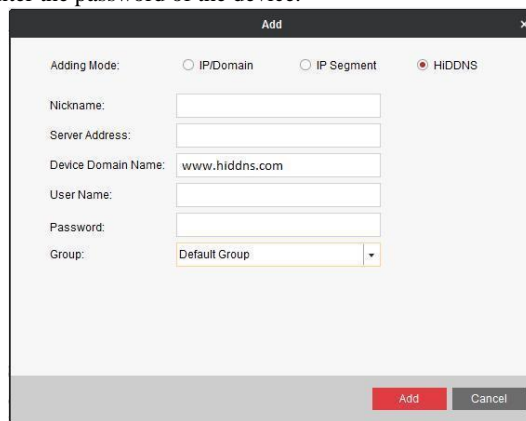 the password of the device.
Add ×
Adding Mode: IP/Domain IP Segment HiDDNS
Nickname:
Server Address:
Device Domain Name: www.hiddns.com
User Name:
Password:
Group: Default Group
Add Cancel